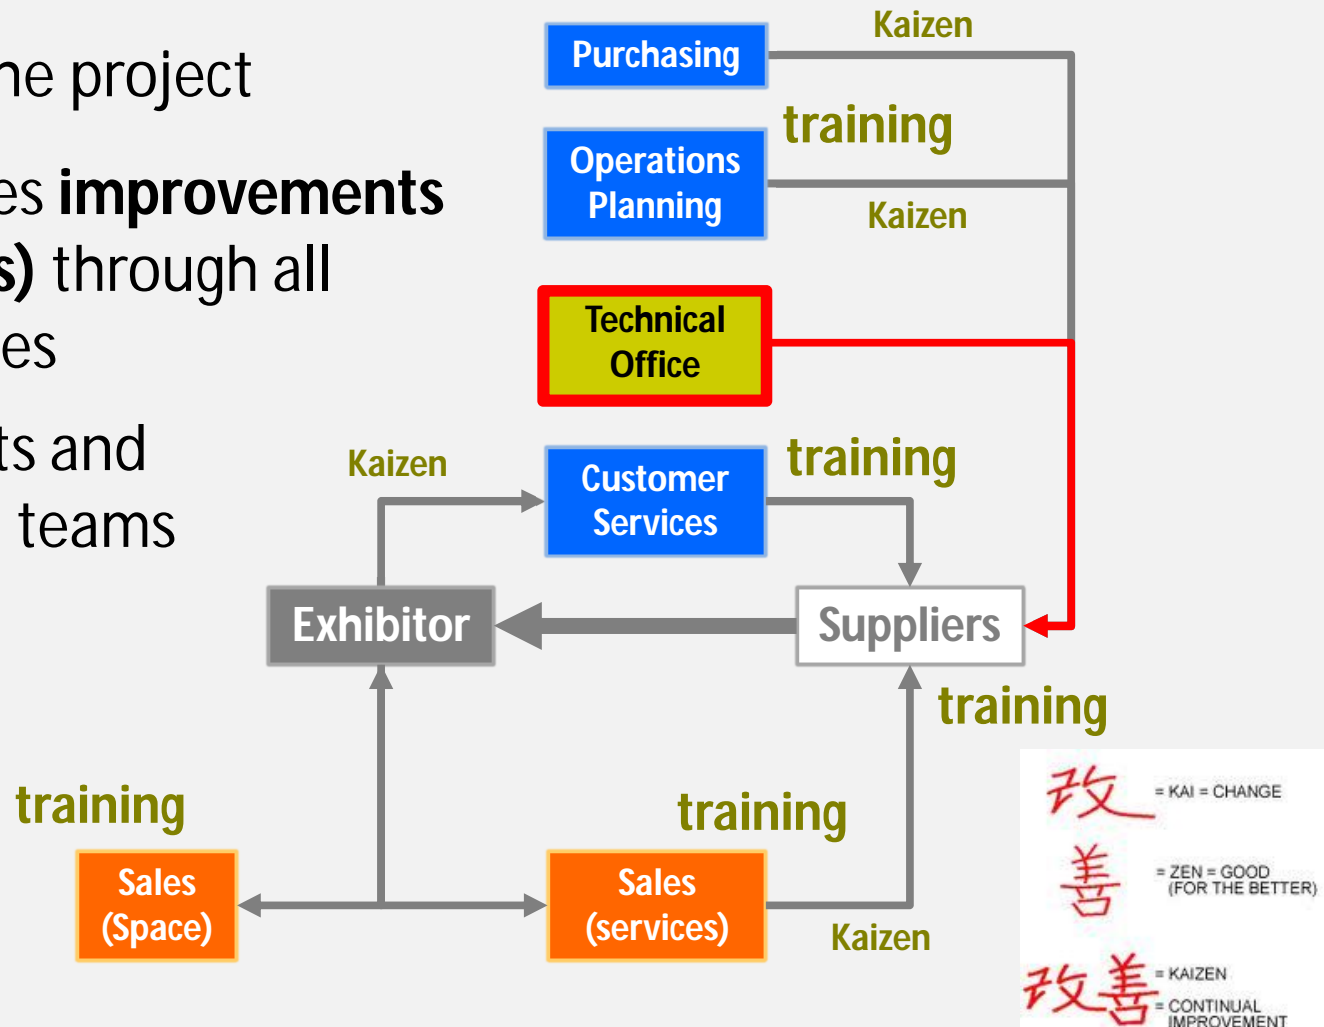 ne project
es improvements
s) through all
es
ts and
teams
Kaizen
Purchasing
training
Operations
Planning
Kaizen
Technical
Office
Kaizen
Customer
Services
training
Exhibitor
Suppliers
training
training
training
Sales
(Space)
Sales
(services)
Kaizen
改 = KAI = CHANGE
善 = ZEN = GOOD
(FOR THE BETTER)
改善 = KAIZEN
= CONTINUAL
IMPROVEMENT